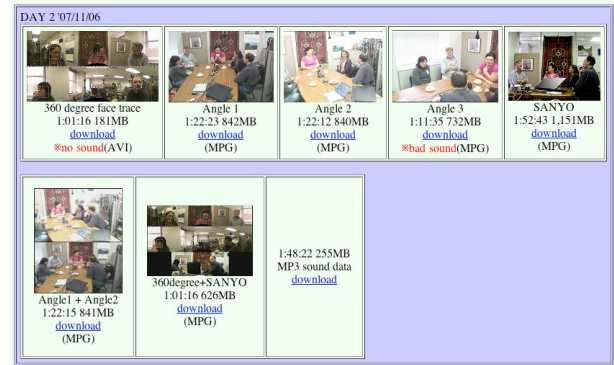 DAY 2 '07/11/06
360 degree face trace
1:01:16 181MB
download
※no sound(AVI)
Angle 1
1:22:23 842MB
download
(MPG)
Angle 2
1:22:12 840MB
download
(MPG)
Angle 3
1:11:35 732MB
download
※bad sound(MPG)
SANYO
1:52:43 1,151MB
download
(MPG)
Angle1 + Angle2
1:22:15 841MB
download
(MPG)
360degree+SANYO
1:01:16 626MB
download
(MPG)
1:48:22 255MB
MP3 sound data
download